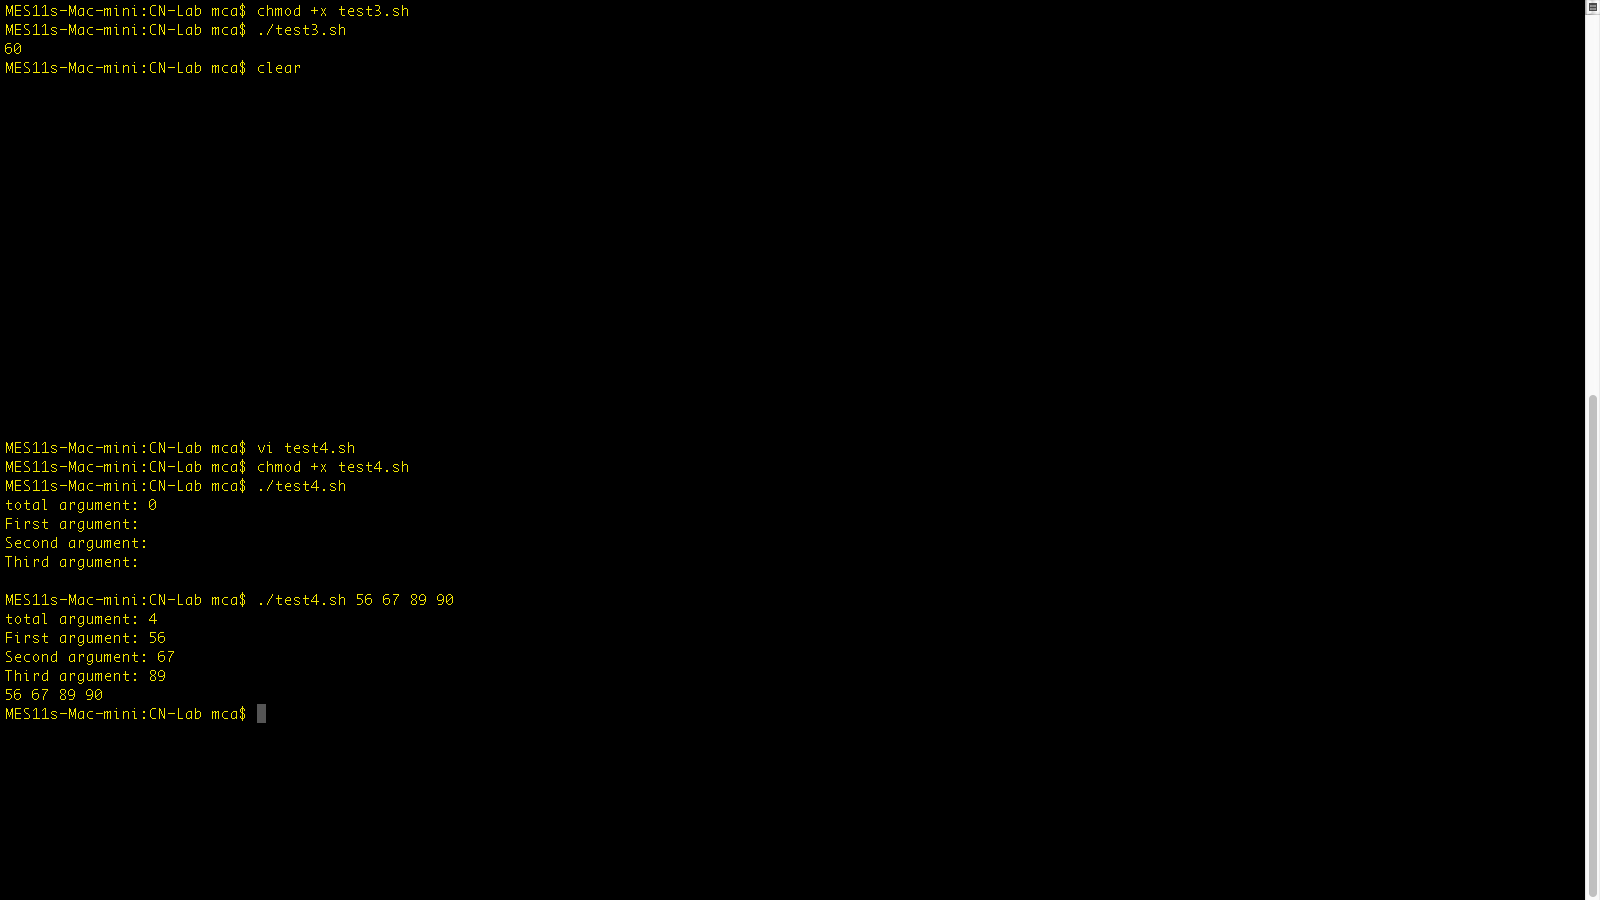 MES11s-Mac-mini:CN-Lab mca$ chmod +x test3.sh
MES11s-Mac-mini:CN-Lab mca$ ./test3.sh
60
MES11s-Mac-mini:CN-Lab mca$ clear
MES11s-Mac-mini:CN-Lab mca$ vi test4.sh
MES11s-Mac-mini:CN-Lab mca$ chmod +x test4.sh
MES11s-Mac-mini:CN-Lab mca$ ./test4.sh
total argument: 0
First argument:
Second argument:
Third argument:
MES11s-Mac-mini:CN-Lab mca$ ./test4.sh 56 67 89 90
total argument: 4
First argument: 56
Second argument: 67
Third argument: 89
56 67 89 90
MES11s-Mac-mini:CN-Lab mca$